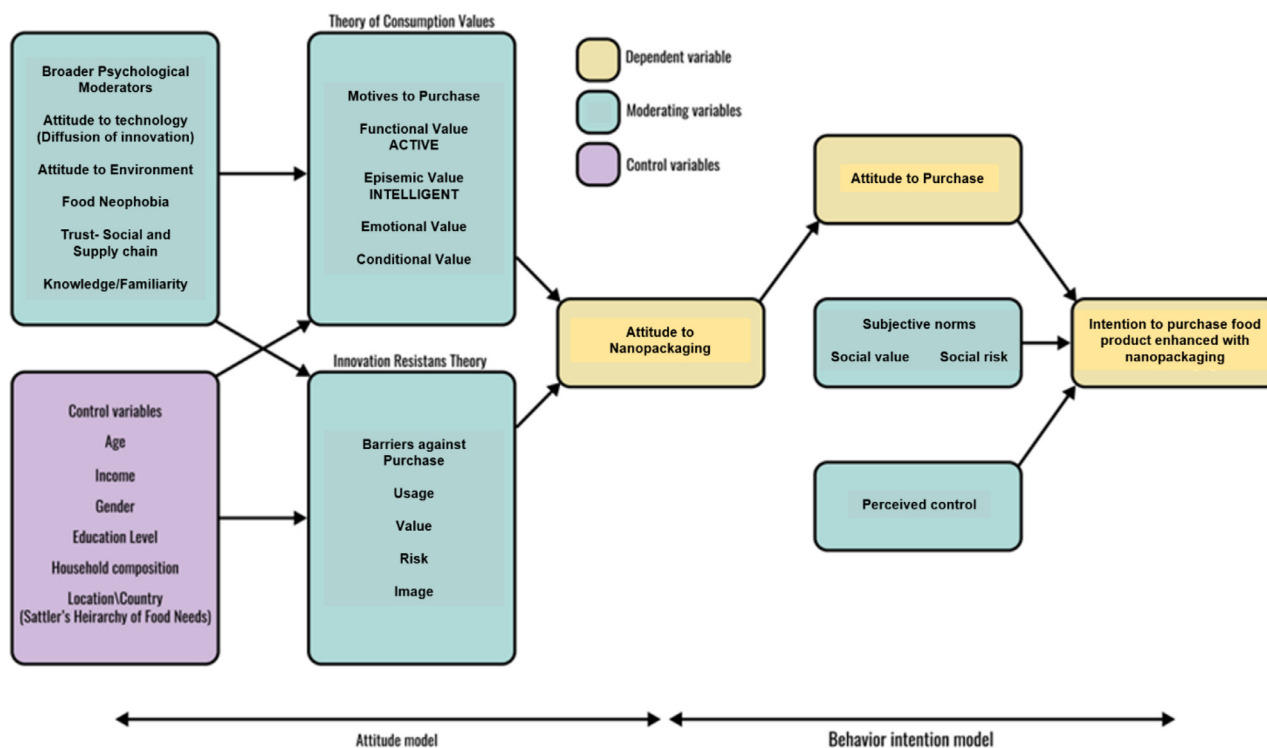 Theory of Consumption Values
Broader Psychological
Moderators
Attitude to technology
(Diffusion of innovation)
Attitude to Environment
Food Neophobia
Trust- Social and
Supply chain
Knowledge/Familiarity
Motives to Purchase
Functional Value
ACTIVE
Episemic Value
INTELLIGENT
Emotional Value
Conditional Value
Dependent variable
Moderating variables
Control variables
Control variables
Age
Income
Gender
Education Level
Household composition
Location\Country
(Sattler's Heirarchy of Food Needs)
Innovation Resistans Theory
Barriers against
Purchase
Usage
Value
Risk
Image
Attitude to
Nanopackaging
Attitude to Purchase
Subjective norms
Social value Social risk
Perceived control
Intention to purchase food
product enhanced with
nanopackaging
Attitude model
Behavior intention model